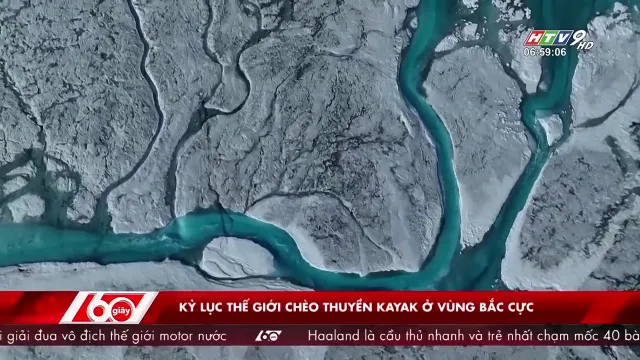 HTV9 HD
06:59:06
60 giây
KỶ LỤC THẾ GIỚI CHÈO THUYỀN KAYAK Ở VÙNG BẮC CỰC
i giải đua vô địch thế giới motor nước
60
Haaland là cầu thủ nhanh và trẻ nhất chạm mốc 40 bà